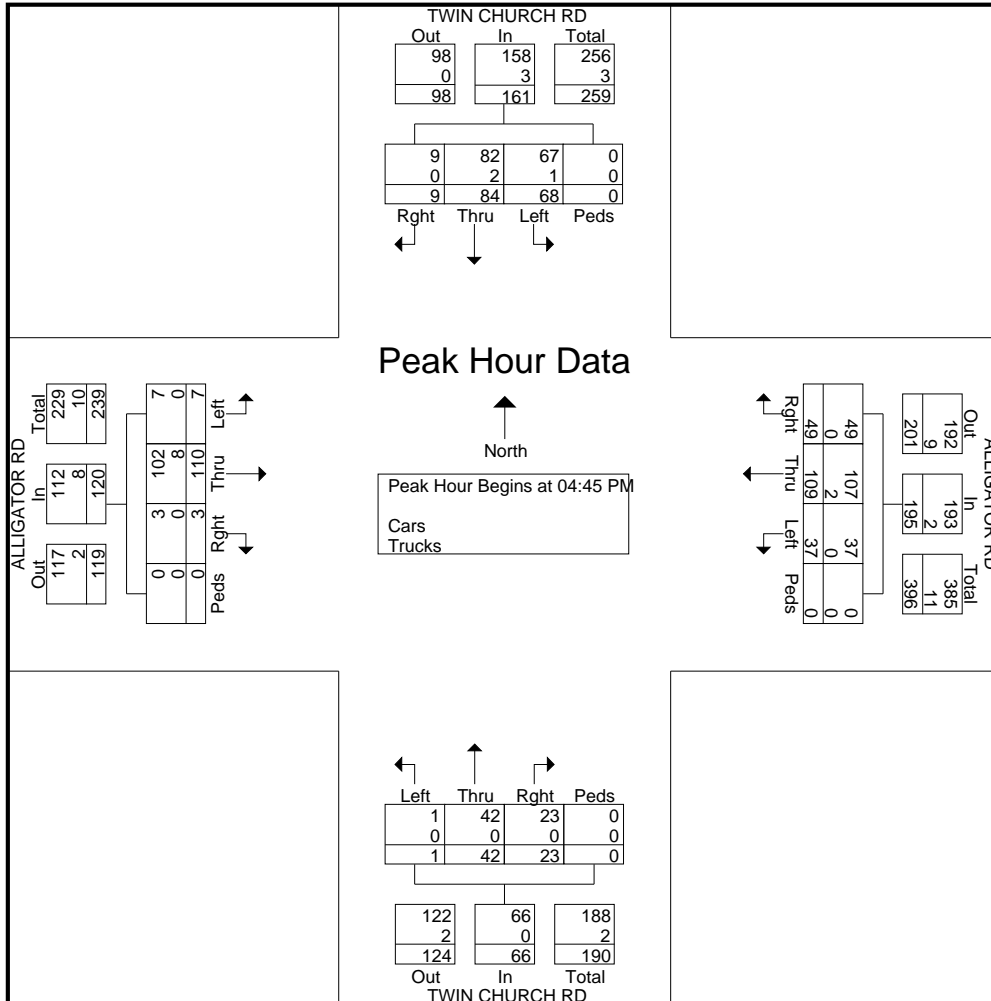 TWIN CHURCH RD
Out In Total
98 158 256
0 3 3
98 161 259
9 82 67 0
0 2 1 0
9 84 68 0
Rght Thru Left Peds
Peak Hour Data
North
Peak Hour Begins at 04:45 PM
Cars
Trucks
ALLIGATOR RD
Out In Total
117 112 229
2 8 10
119 120 239
0 3 102 7
0 0 8 0
0 3 110 7
Peds Rght Thru Left
ALLIGATOR RD
Out In Total
192 193 385
9 2 11
201 195 396
49 107 37 0
0 2 0 0
49 109 37 0
Rght Thru Left Peds
Left Thru Rght Peds
1 42 23 0
0 0 0 0
1 42 23 0
122 66 188
2 0 2
124 66 190
Out In Total
TWIN CHURCH RD